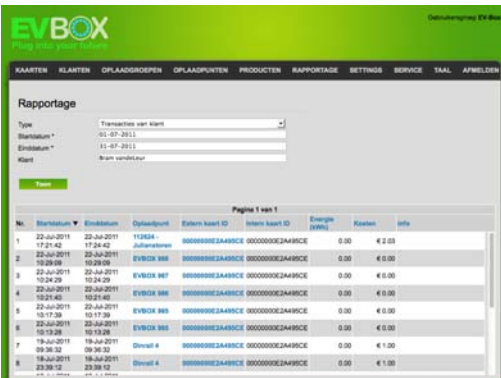 Gebruikersgroep EV-Box
EVBOX
Plug into your future
KAARTEN KLANTEN OPLAADGROEPEN OPLAADPUNTEN PRODUCTEN RAPPORTAGE SETTINGS SERVICE TAAL AFMELDEN
Rapportage
Type Transacties van klant
Startdatum * 01-07-2011
Einddatum * 31-07-2011
Klant Bram vandeLeur
Toon
Pagina 1 van 1
Nr. Startdatum ▼ Einddatum Oplaadpunt Extern kaart ID Intern kaart ID Energie (kWh) Kosten Info
1 22-Jul-2011 17:21:42 22-Jul-2011 17:24:42 112624 - Julianatoren 00000000E2A495CE 00000000E2A495CE 0.00 € 2.03
2 22-Jul-2011 10:29:09 22-Jul-2011 10:29:09 EVBOX 988 00000000E2A495CE 00000000E2A495CE 0.00 € 0.00
3 22-Jul-2011 10:24:29 22-Jul-2011 10:24:29 EVBOX 987 00000000E2A495CE 00000000E2A495CE 0.00 € 0.00
4 22-Jul-2011 10:21:40 22-Jul-2011 10:21:40 EVBOX 986 00000000E2A495CE 00000000E2A495CE 0.00 € 0.00
5 22-Jul-2011 10:17:39 22-Jul-2011 10:17:39 EVBOX 985 00000000E2A495CE 00000000E2A495CE 0.00 € 0.00
6 22-Jul-2011 10:13:28 22-Jul-2011 10:13:28 EVBOX 985 00000000E2A495CE 00000000E2A495CE 0.00 € 0.00
7 19-Jul-2011 09:36:32 19-Jul-2011 09:36:32 Dinrail 4 00000000E2A495CE 00000000E2A495CE 0.00 € 1.00
8 18-Jul-2011 23:39:12 18-Jul-2011 23:39:12 Dinrail 4 00000000E2A495CE 00000000E2A495CE 0.00 € 1.00